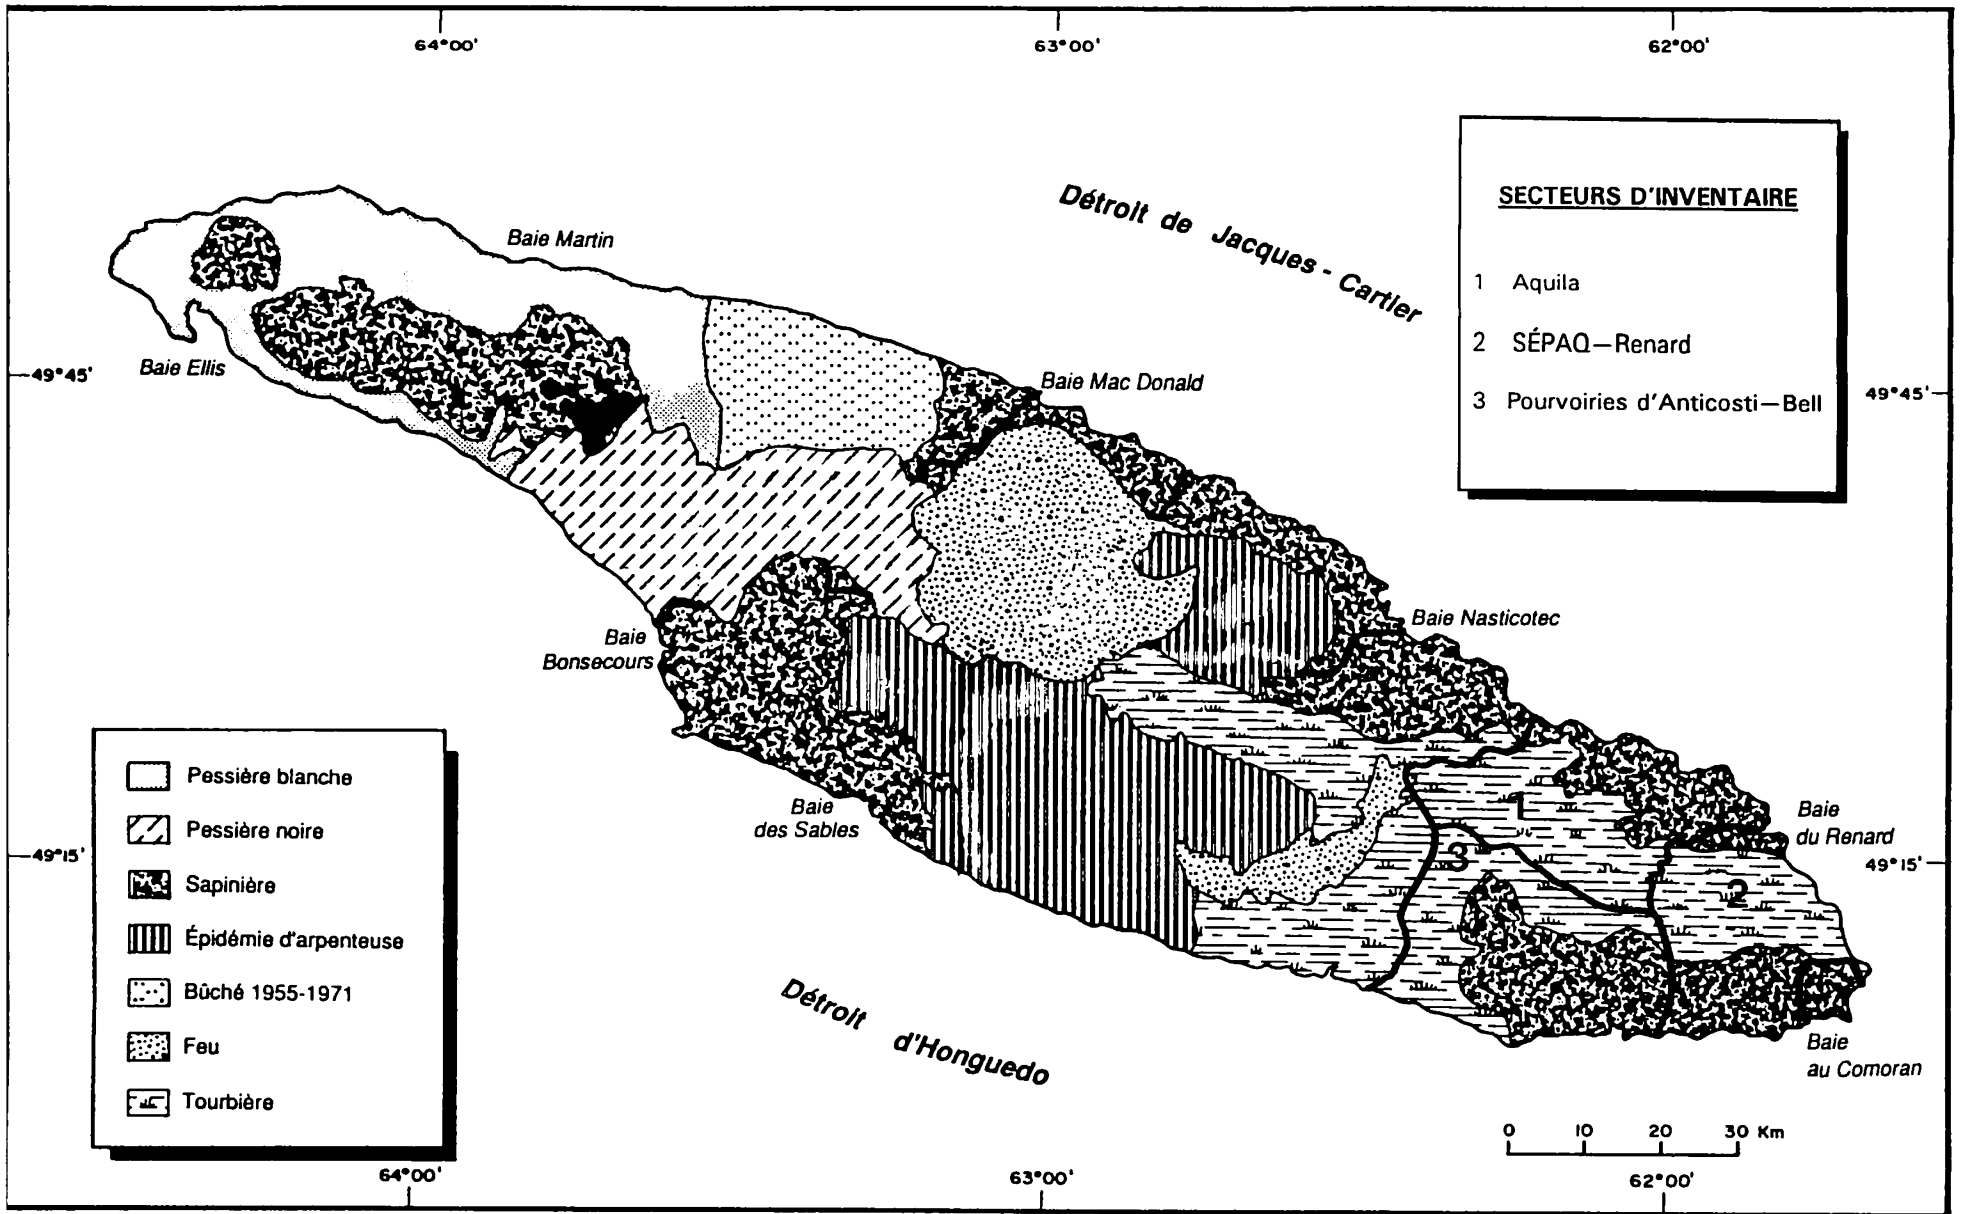 64°00'
63°00'
62°00'
Détroit de Jacques - Cartier
SECTEURS D'INVENTAIRE
1 Aquila
2 SÉPAQ—Renard
3 Pourvoiries d'Anticosti—Bell
Baie Martin
Baie Ellis
49°45'
Baie Mac Donald
49°45'
Baie Nasticotec
Baie
Bonsecours
Baie
des Sables
Baie
du Renard
49°15'
49°15'
1
3
2
Pessière blanche
Pessière noire
Sapinière
Épidémie d'arpenteuse
Bûché 1955-1971
Feu
Tourbière
Détroit d'Honguedo
Baie
au Comoran
0 10 20 30 Km
64°00'
63°00'
62°00'